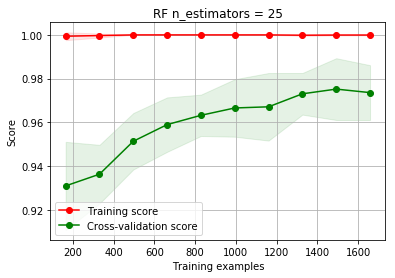 RF n_estimators = 25
1.00
0.98
0.96
0.94
0.92
Score
Training score
Cross-validation score
200 400 600 800 1000 1200 1400 1600
Training examples